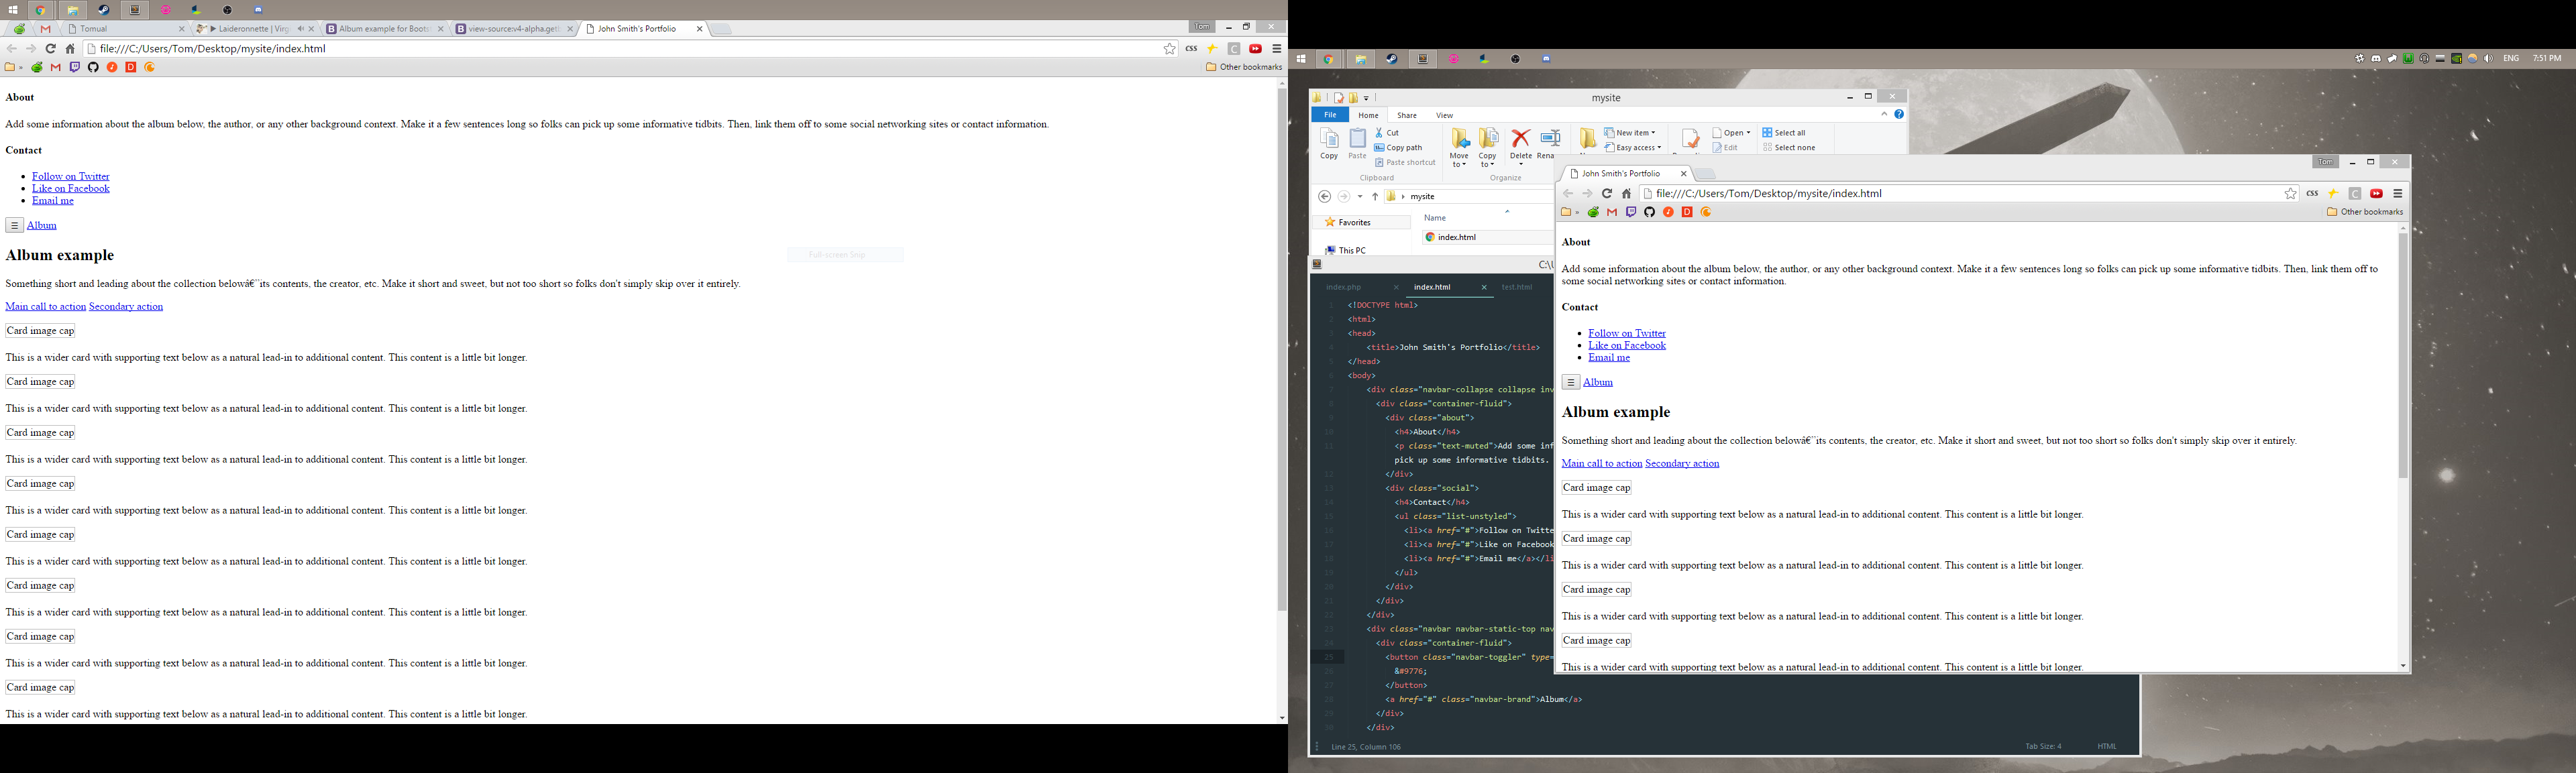 Tomual
Laideronnette | Virg
Album example for Boots
view-source:v4-alpha.getb
John Smith's Portfolio
Tom
file:///C:/Users/Tom/Desktop/mysite/index.html
css
Other bookmarks
About
Add some information about the album below, the author, or any other background context. Make it a few sentences long so folks can pick up some informative tidbits. Then, link them off to some social networking sites or contact information.
Contact
Follow on Twitter
Like on Facebook
Email me
☰ Album
Album example
Full-screen Snip
Something short and leading about the collection belowâ€”its contents, the creator, etc. Make it short and sweet, but not too short so folks don't simply skip over it entirely.
Main call to action Secondary action
Card image cap
This is a wider card with supporting text below as a natural lead-in to additional content. This content is a little bit longer.
Card image cap
This is a wider card with supporting text below as a natural lead-in to additional content. This content is a little bit longer.
Card image cap
This is a wider card with supporting text below as a natural lead-in to additional content. This content is a little bit longer.
Card image cap
This is a wider card with supporting text below as a natural lead-in to additional content. This content is a little bit longer.
Card image cap
This is a wider card with supporting text below as a natural lead-in to additional content. This content is a little bit longer.
Card image cap
This is a wider card with supporting text below as a natural lead-in to additional content. This content is a little bit longer.
Card image cap
This is a wider card with supporting text below as a natural lead-in to additional content. This content is a little bit longer.
Card image cap
This is a wider card with supporting text below as a natural lead-in to additional content. This content is a little bit longer.
ENG 7:51 PM
mysite
File Home Share View
Copy
Paste
Cut
Copy path
Paste shortcut
Clipboard
Move to
Copy to
Delete
Rena
Organize
New item
Easy access
Open
Edit
Select all
Select none
mysite
Name
Favorites
index.html
This PC
C:\U
index.php
index.html
test.html
1 <!DOCTYPE html>
2 <html>
3 <head>
4 <title>John Smith's Portfolio</title>
5 </head>
6 <body>
7 <div class="navbar-collapse collapse inv
8 <div class="container-fluid">
9 <div class="about">
10 <h4>About</h4>
11 <p class="text-muted">Add some inf
pick up some informative tidbits.
12 </div>
13 <div class="social">
14 <h4>Contact</h4>
15 <ul class="list-unstyled">
16 <li><a href="#">Follow on Twitte
17 <li><a href="#">Like on Facebook
18 <li><a href="#">Email me</a></li
19 </ul>
20 </div>
21 </div>
22 </div>
23 <div class="navbar navbar-static-top nav
24 <div class="container-fluid">
25 <button class="navbar-toggler" type=
26 &#9776;
27 </button>
28 <a href="#" class="navbar-brand">Album</a>
29 </div>
30 </div>
Line 25, Column 106
Tab Size: 4
HTML
Tom
John Smith's Portfolio
file:///C:/Users/Tom/Desktop/mysite/index.html
css
Other bookmarks
About
Add some information about the album below, the author, or any other background context. Make it a few sentences long so folks can pick up some informative tidbits. Then, link them off to
some social networking sites or contact information.
Contact
Follow on Twitter
Like on Facebook
Email me
☰ Album
Album example
Something short and leading about the collection belowâ€”its contents, the creator, etc. Make it short and sweet, but not too short so folks don't simply skip over it entirely.
Main call to action Secondary action
Card image cap
This is a wider card with supporting text below as a natural lead-in to additional content. This content is a little bit longer.
Card image cap
This is a wider card with supporting text below as a natural lead-in to additional content. This content is a little bit longer.
Card image cap
This is a wider card with supporting text below as a natural lead-in to additional content. This content is a little bit longer.
Card image cap
This is a wider card with supporting text below as a natural lead-in to additional content. This content is a little bit longer.